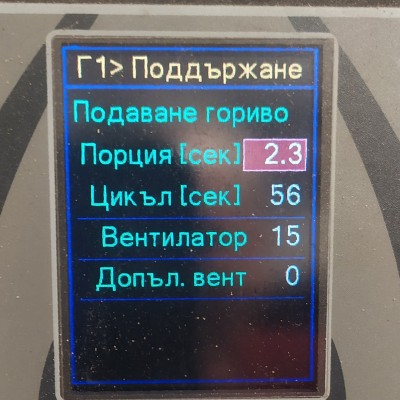 Г1> Поддържане
Подаване гориво
Порция [сек] 2.3
Цикъл [сек] 56
Вентилатор 15
Допъл. вент 0